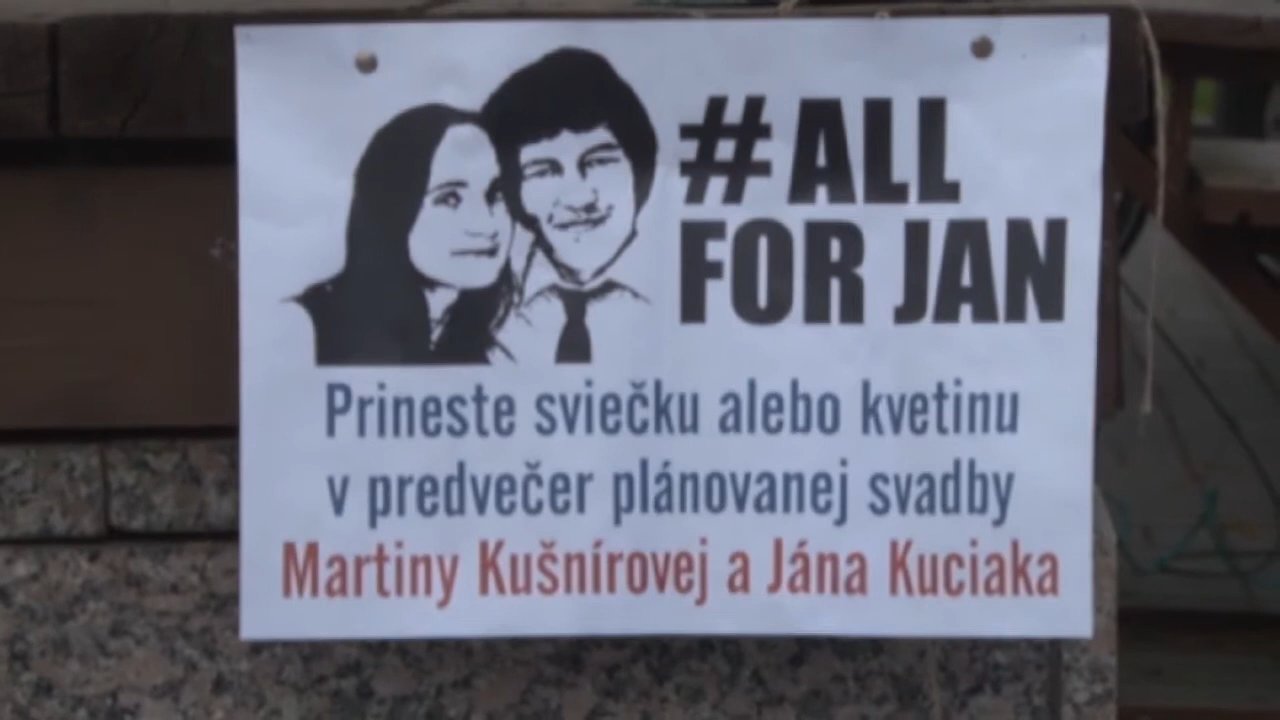 #ALL
FOR JAN
Prineste sviečku alebo kvetinu
v predvečer plánovanej svadby
Martiny Kušnírovej a Jána Kuciaka